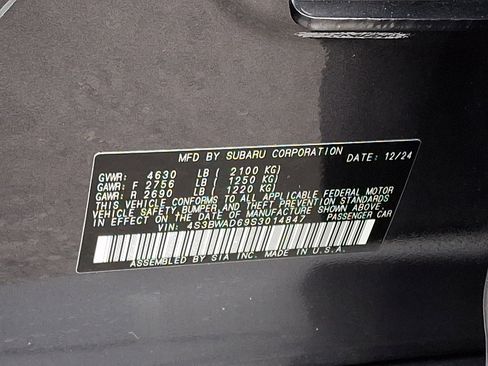 MFD BY SUBARU CORPORATION DATE: 12/24
GVWR: 4630 LB ( 2100 KG)
GAWR: F 2756 LB ( 1250 KG)
GAWR: R 2690 LB ( 1220 KG)
THIS VEHICLE CONFORMS TO ALL APPLICABLE FEDERAL MOTOR
VEHICLE SAFETY, BUMPER, AND THEFT PREVENTION STANDARDS
IN EFFECT ON THE DATE OF MANUFACTURE SHOWN ABOVE.
VIN: 4S3BWAD69S3014847 PASSENGER CAR
ASSEMBLED BY SIA INC. MADE IN U.S.A.